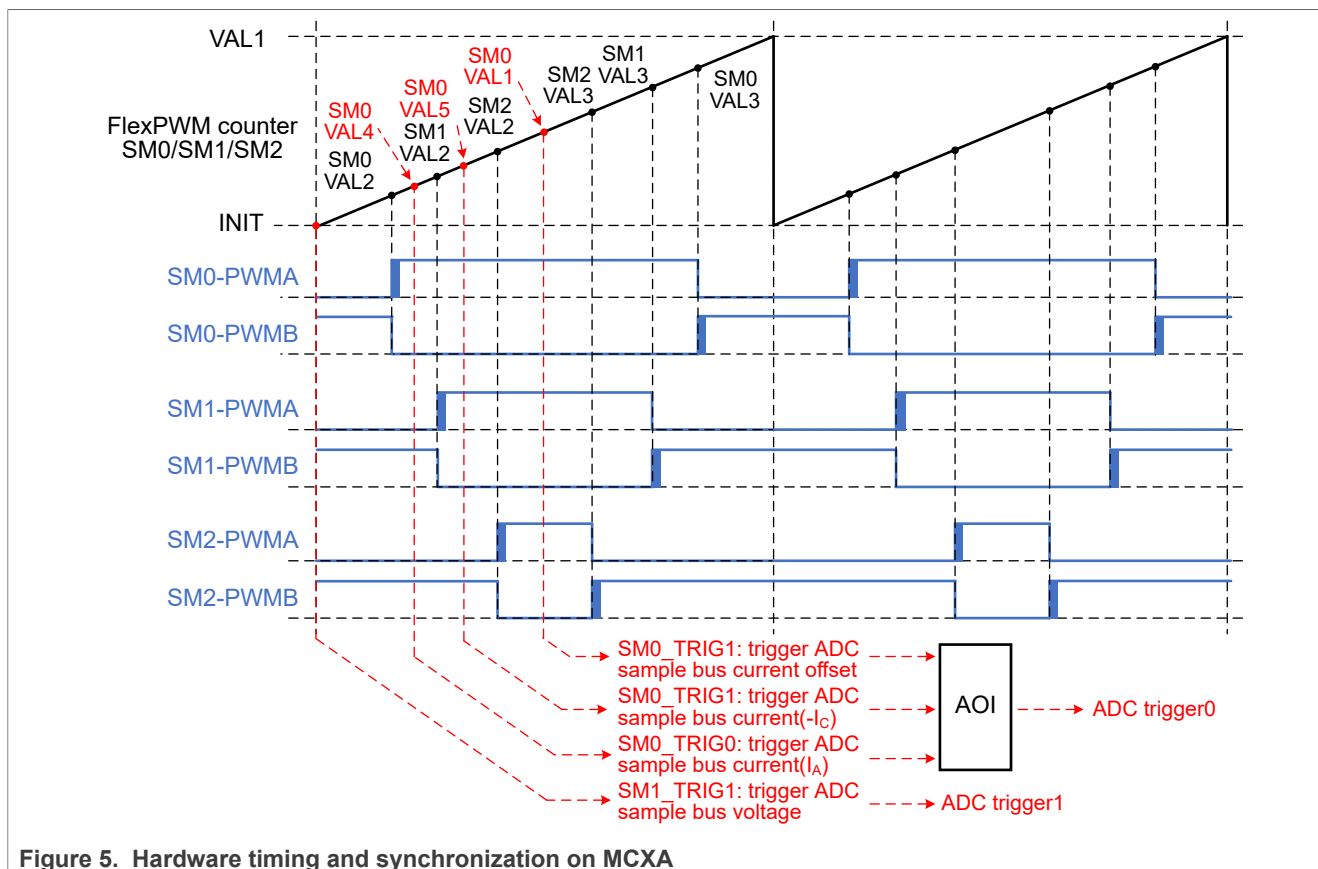 VAL1
SM0
VAL1
SM1
VAL3
SM2
VAL3
SM0
VAL5
SM0
VAL3
SM0
VAL4
SM2
VAL2
SM1
VAL2
FlexPWM counter
SM0/SM1/SM2
SM0
VAL2
INIT
SM0-PWMA
SM0-PWMB
SM1-PWMA
SM1-PWMB
SM2-PWMA
SM2-PWMB
SM0_TRIG1: trigger ADC
sample bus current offset
SM0_TRIG1: trigger ADC
sample bus current(-IC)
SM0_TRIG0: trigger ADC
sample bus current(IA)
SM1_TRIG1: trigger ADC
sample bus voltage
AOI
ADC trigger0
ADC trigger1
Figure 5. Hardware timing and synchronization on MCXA